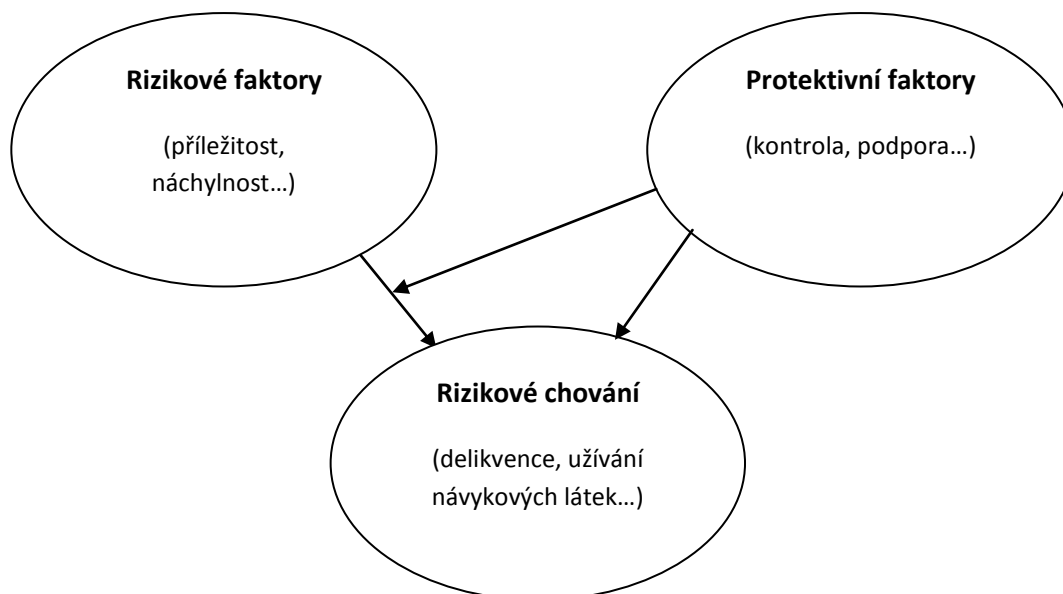 Rizikové faktory
(příležitost,
náchylnost…)
Protektivní faktory
(kontrola, podpora…)
Rizikové chování
(delikvence, užívání
návykových látek…)